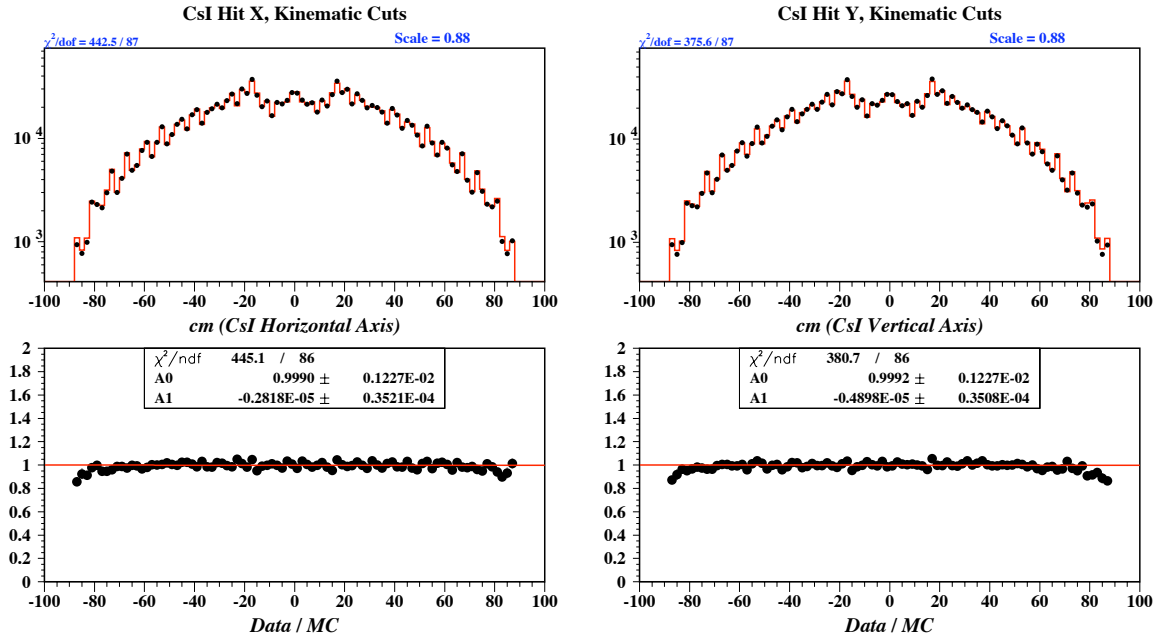 CsI Hit X, Kinematic Cuts
χ²/dof = 442.5 / 87
Scale = 0.88
10⁴
10³
-100 -80 -60 -40 -20 0 20 40 60 80 100
cm (CsI Horizontal Axis)
CsI Hit Y, Kinematic Cuts
χ²/dof = 375.6 / 87
Scale = 0.88
10⁴
10³
-100 -80 -60 -40 -20 0 20 40 60 80 100
cm (CsI Vertical Axis)
2
1.8
1.6
1.4
1.2
1
0.8
0.6
0.4
0.2
0
χ²/ndf 445.1 / 86
A0 0.9990 ± 0.1227E-02
A1 -0.2818E-05 ± 0.3521E-04
-100 -80 -60 -40 -20 0 20 40 60 80 100
Data / MC
2
1.8
1.6
1.4
1.2
1
0.8
0.6
0.4
0.2
0
χ²/ndf 380.7 / 86
A0 0.9992 ± 0.1227E-02
A1 -0.4898E-05 ± 0.3508E-04
-100 -80 -60 -40 -20 0 20 40 60 80 100
Data / MC